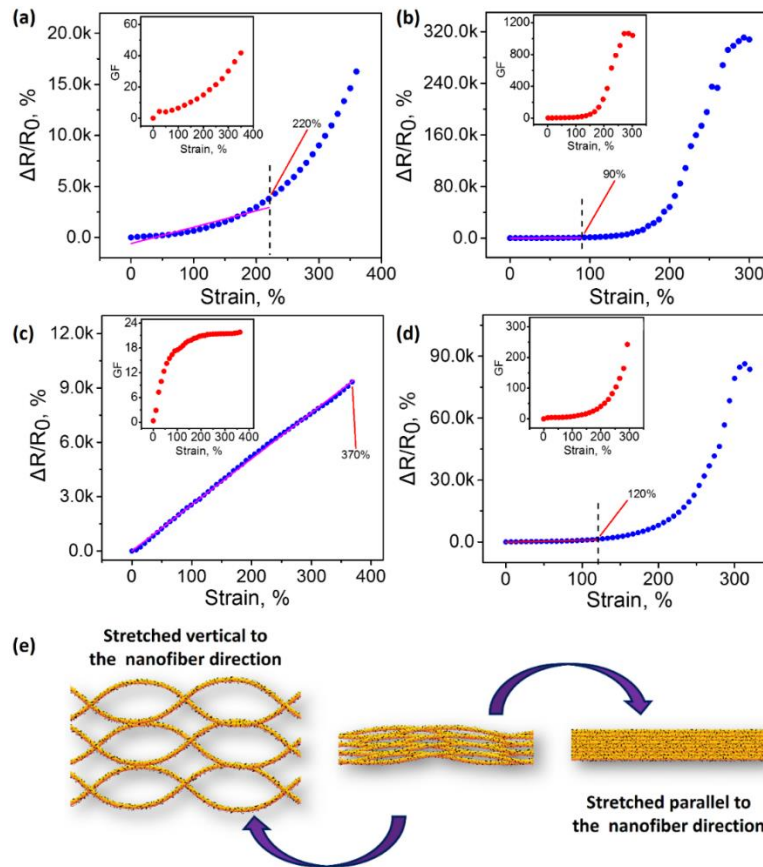 (a)
ΔR/R₀, %
20.0k
15.0k
10.0k
5.0k
0.0
0 100 200 300 400
Strain, %
220%
GF
60
40
20
0
0 100 200 300 400
Strain, %
(b)
ΔR/R₀, %
320.0k
240.0k
160.0k
80.0k
0.0
0 100 200 300
Strain, %
90%
GF
1200
900
600
300
0
0 100 200 300
Strain, %
(c)
ΔR/R₀, %
12.0k
9.0k
6.0k
3.0k
0.0
0 100 200 300 400
Strain, %
370%
GF
24
18
12
6
0
0 100 200 300 400
Strain, %
(d)
ΔR/R₀, %
90.0k
60.0k
30.0k
0.0
0 100 200 300
Strain, %
120%
GF
300
200
100
0
0 100 200 300
Strain, %
(e)
Stretched vertical to
the nanofiber direction
Stretched parallel to
the nanofiber direction